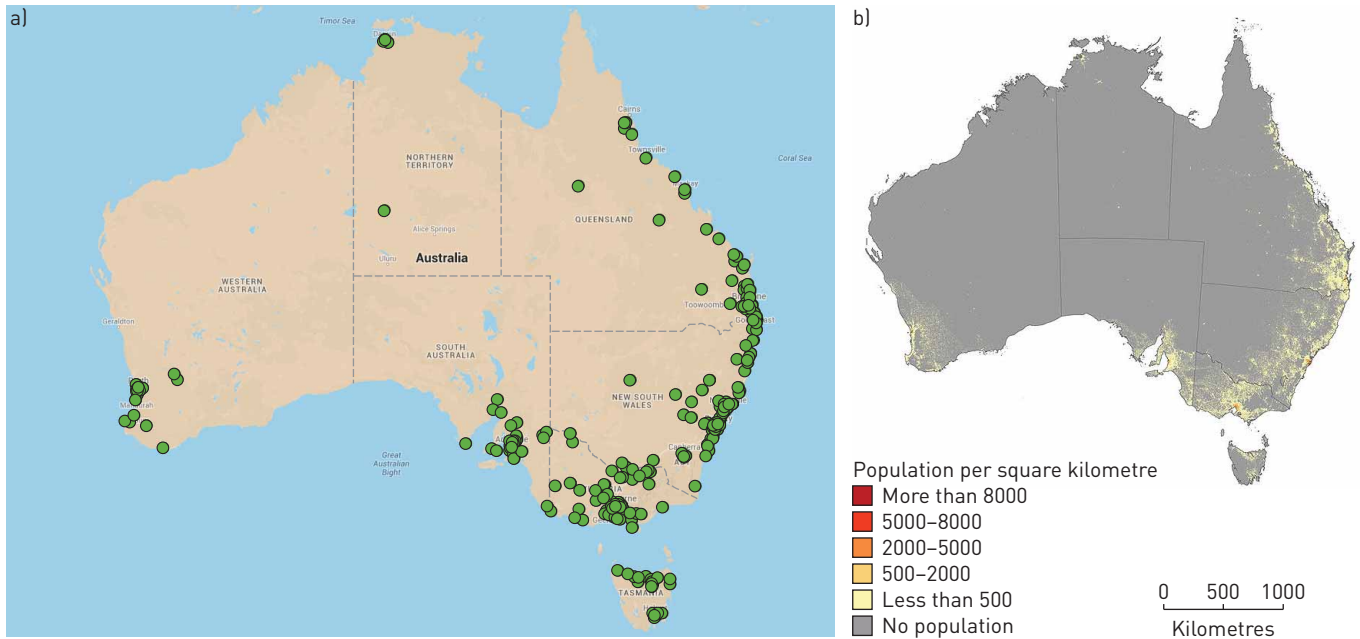 a)
Timor Sea
Cairns
Townsville
Coral Sea
NORTHERN
TERRITORY
QUEENSLAND
Alice Springs
Uluru
Australia
WESTERN
AUSTRALIA
Geraldton
SOUTH
AUSTRALIA
NEW SOUTH
WALES
Great
Australian
Bight
TASMANIA
b)
Population per square kilometre
More than 8000
5000–8000
2000–5000
500–2000
Less than 500
No population
0 500 1000
Kilometres